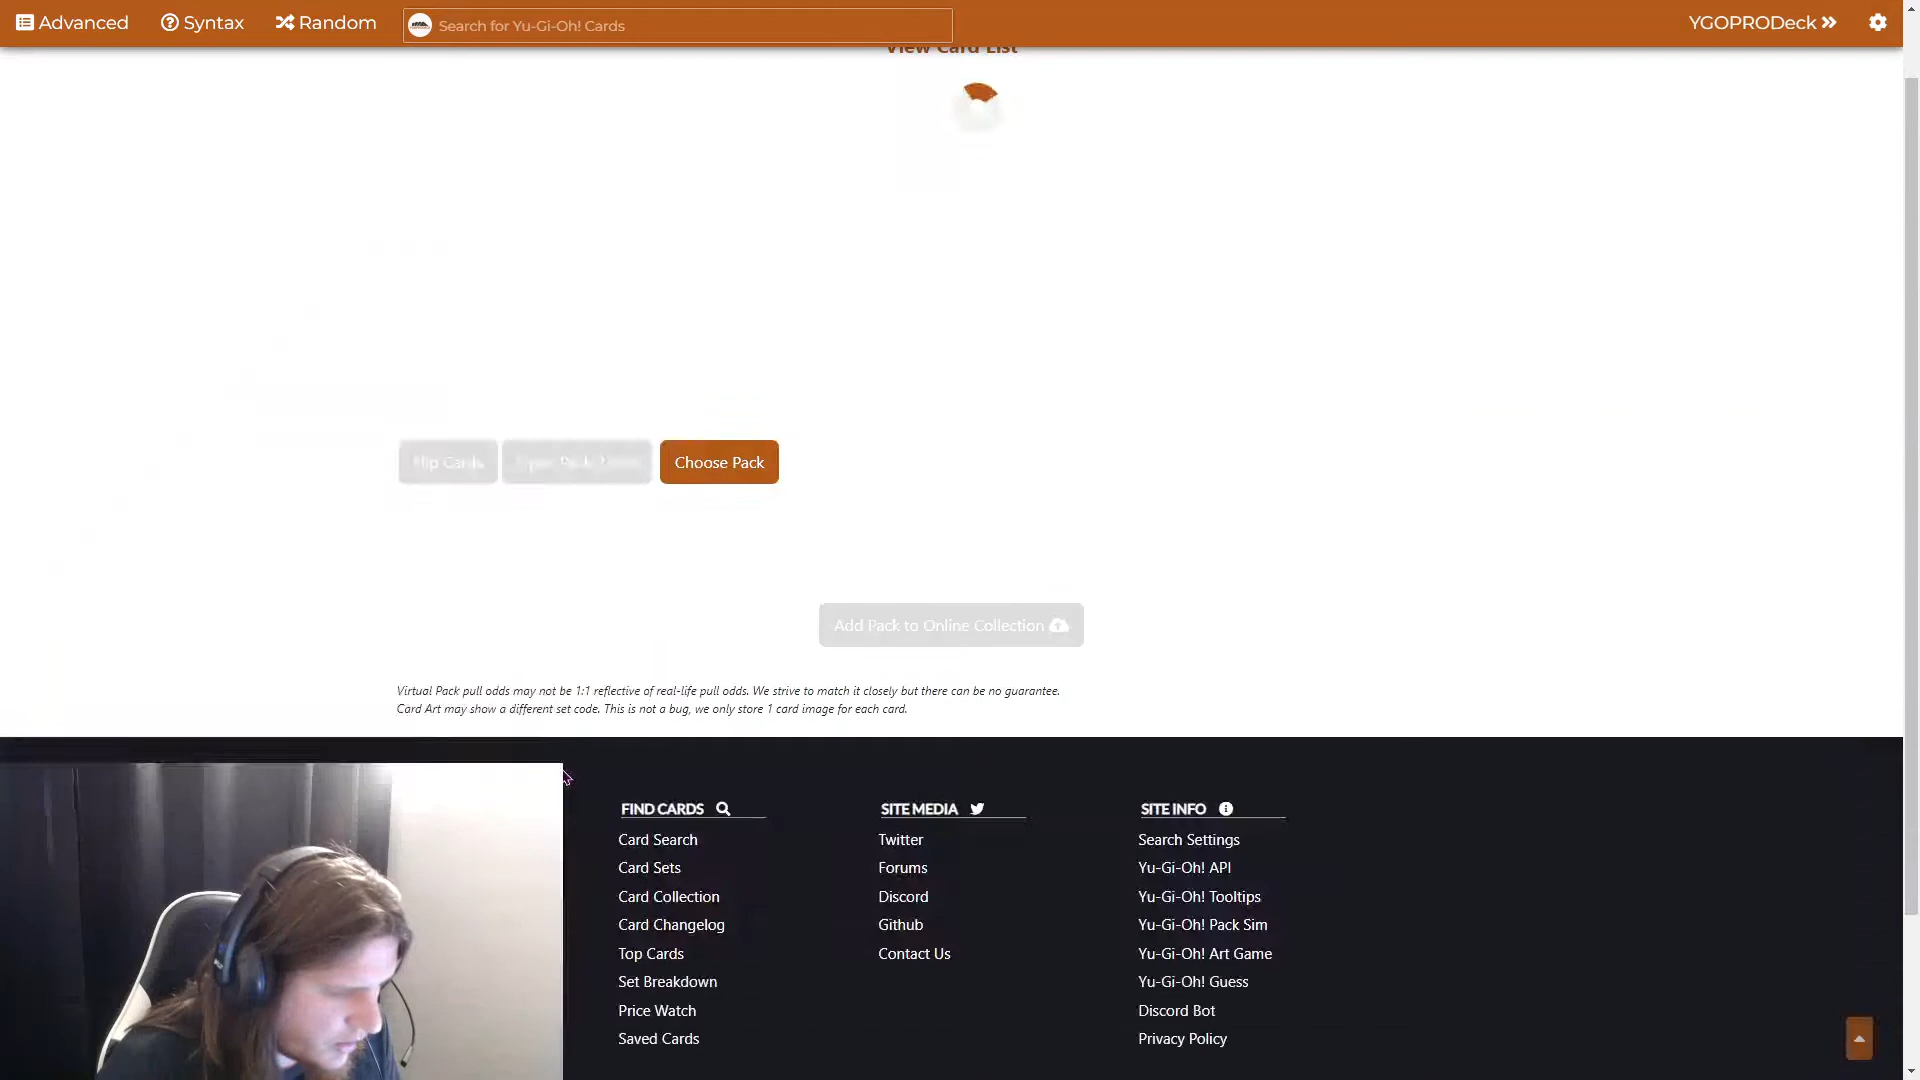 Advanced
Syntax
Random
Search for Yu-Gi-Oh! Cards
YGOPRODeck
View Card List
Flip Cards
Choose Pack
Add Pack to Online Collection
Virtual Pack pull odds may not be 1:1 reflective of real-life pull odds. We strive to match it closely but there can be no guarantee.
Card Art may show a different set code. This is not a bug, we only store 1 card image for each card.
FIND CARDS
Card Search
Card Sets
Card Collection
Card Changelog
Top Cards
Set Breakdown
Price Watch
Saved Cards
SITE MEDIA
Twitter
Forums
Discord
Github
Contact Us
SITE INFO
Search Settings
Yu-Gi-Oh! API
Yu-Gi-Oh! Tooltips
Yu-Gi-Oh! Pack Sim
Yu-Gi-Oh! Art Game
Yu-Gi-Oh! Guess
Discord Bot
Privacy Policy